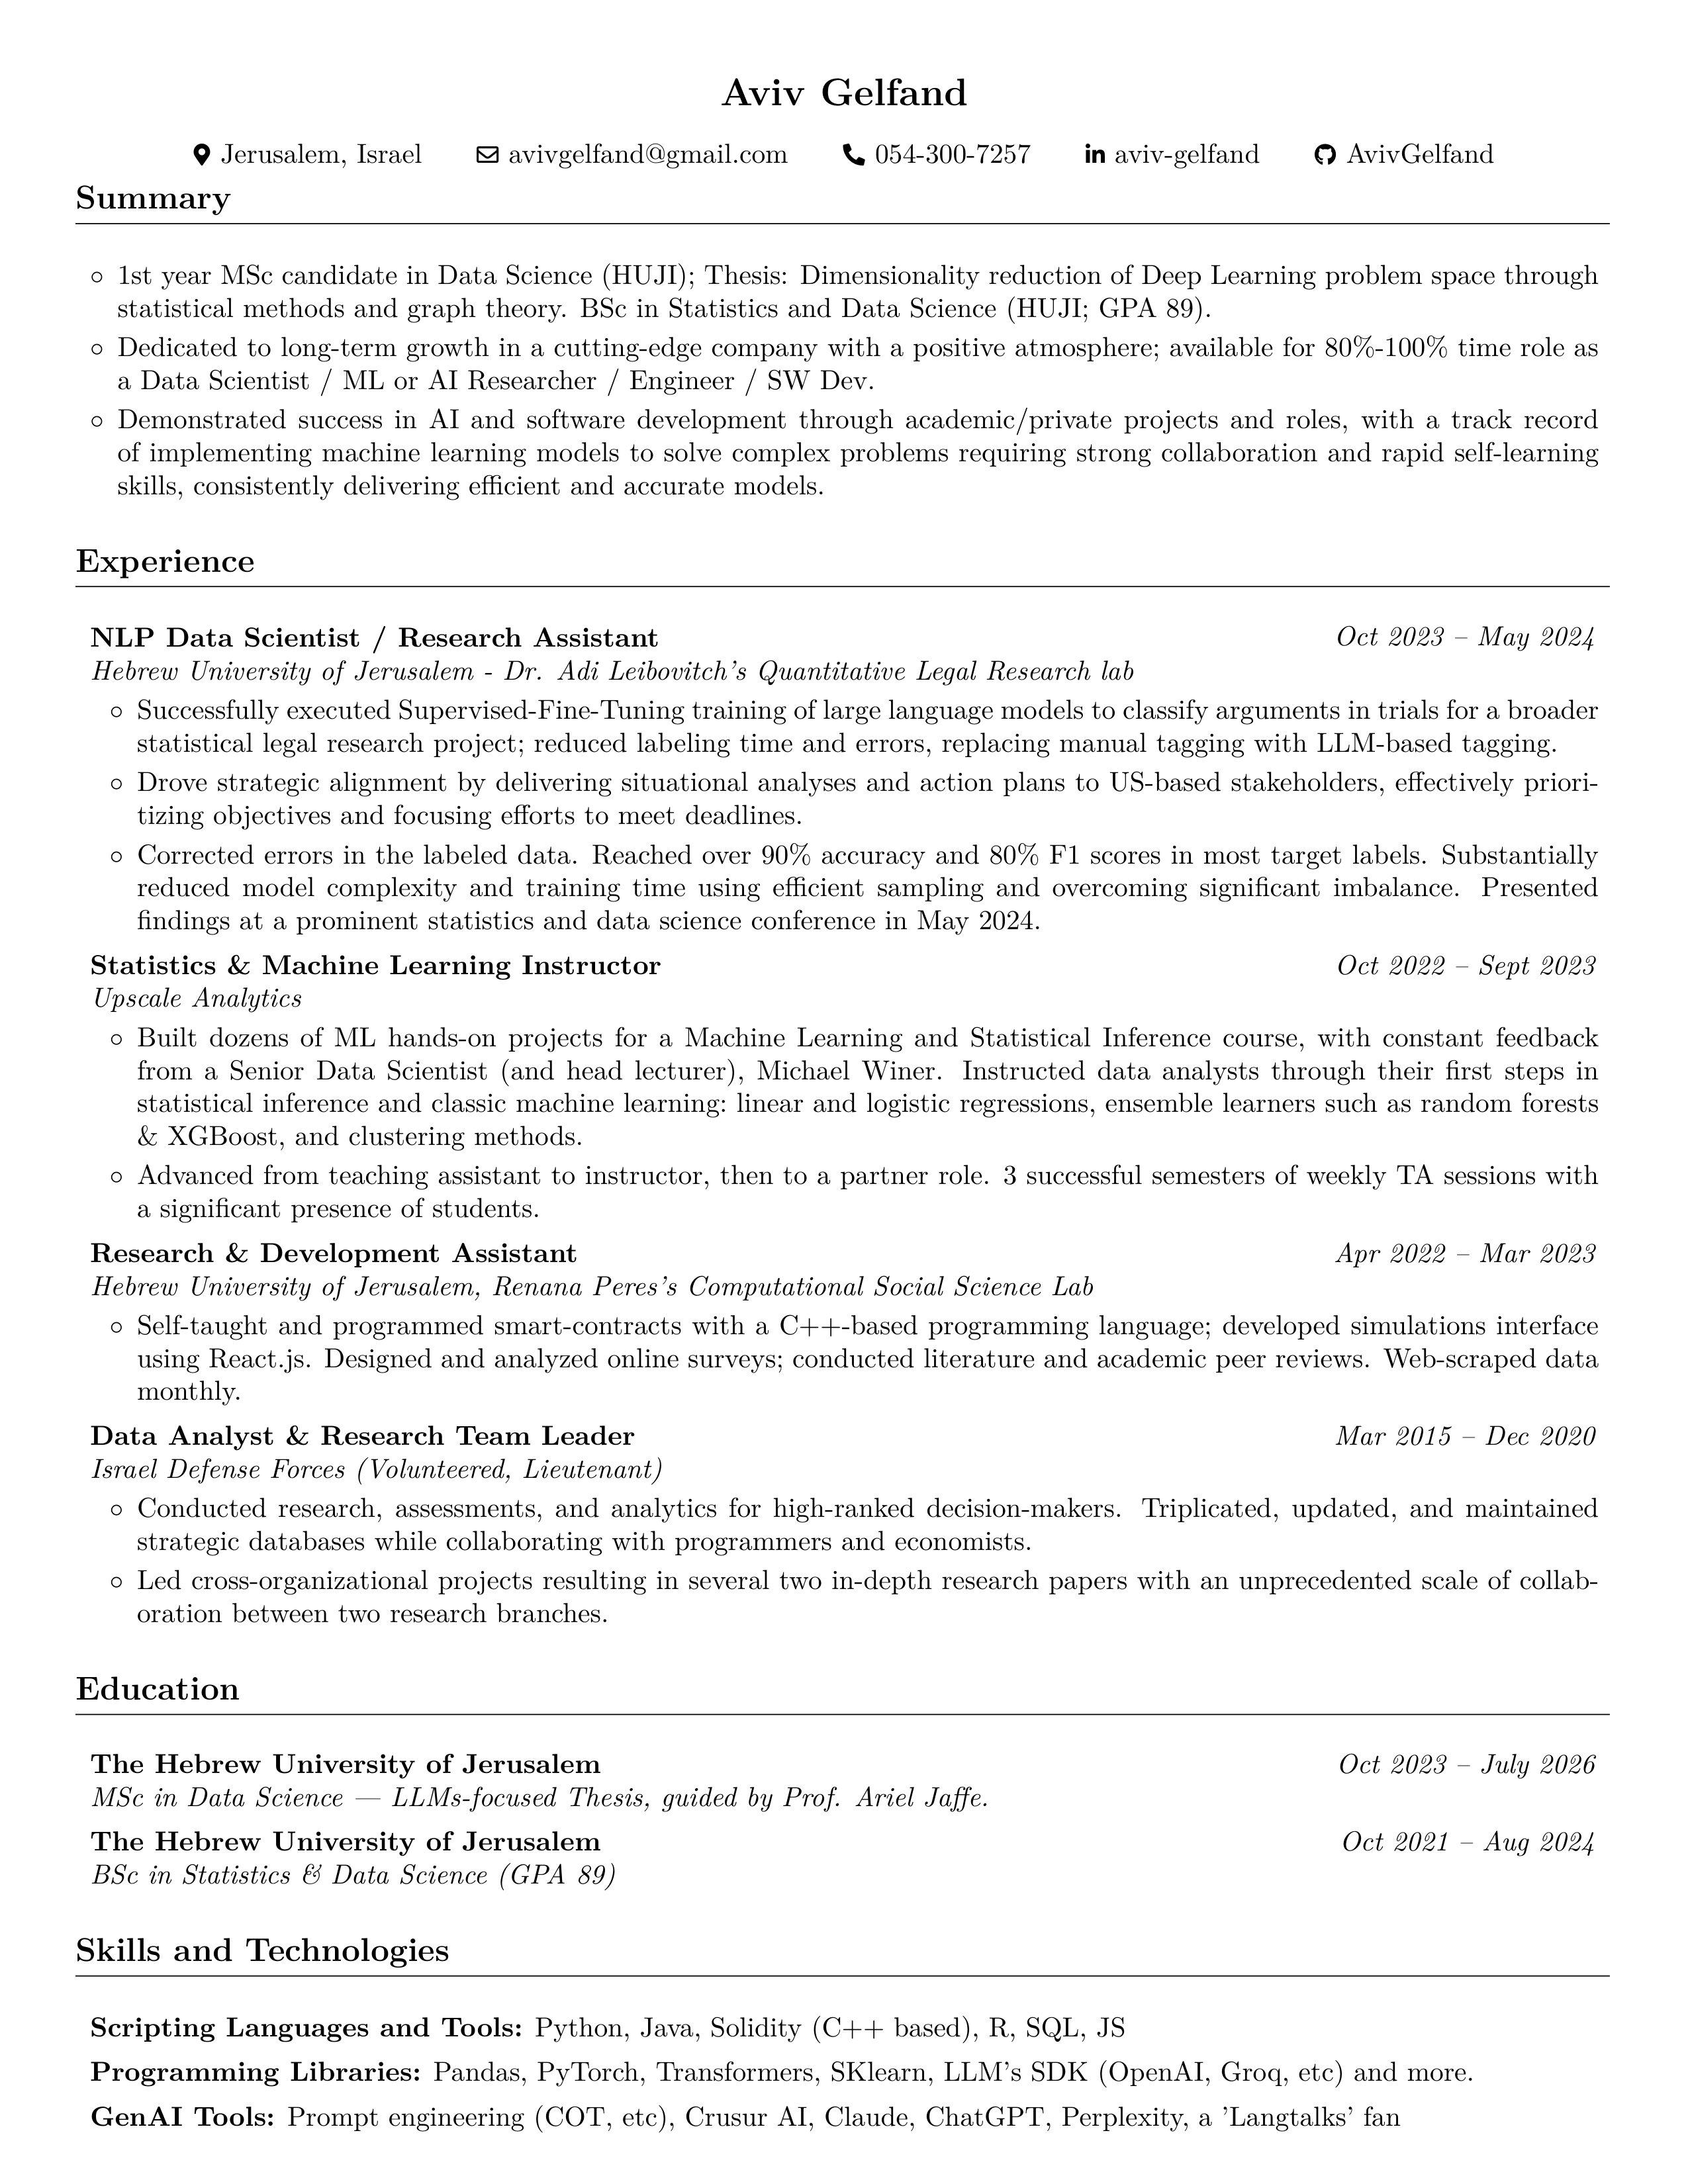 Aviv Gelfand
Jerusalem, Israel avivgelfand@gmail.com 054-300-7257 aviv-gelfand AvivGelfand
Summary
◦ 1st year MSc candidate in Data Science (HUJI); Thesis: Dimensionality reduction of Deep Learning problem space through
statistical methods and graph theory. BSc in Statistics and Data Science (HUJI; GPA 89).
◦ Dedicated to long-term growth in a cutting-edge company with a positive atmosphere; available for 80%-100% time role as
a Data Scientist / ML or AI Researcher / Engineer / SW Dev.
◦ Demonstrated success in AI and software development through academic/private projects and roles, with a track record
of implementing machine learning models to solve complex problems requiring strong collaboration and rapid self-learning
skills, consistently delivering efficient and accurate models.
Experience
NLP Data Scientist / Research Assistant Oct 2023 – May 2024
Hebrew University of Jerusalem - Dr. Adi Leibovitch's Quantitative Legal Research lab
◦ Successfully executed Supervised-Fine-Tuning training of large language models to classify arguments in trials for a broader
statistical legal research project; reduced labeling time and errors, replacing manual tagging with LLM-based tagging.
◦ Drove strategic alignment by delivering situational analyses and action plans to US-based stakeholders, effectively priori-
tizing objectives and focusing efforts to meet deadlines.
◦ Corrected errors in the labeled data. Reached over 90% accuracy and 80% F1 scores in most target labels. Substantially
reduced model complexity and training time using efficient sampling and overcoming significant imbalance. Presented
findings at a prominent statistics and data science conference in May 2024.
Statistics & Machine Learning Instructor Oct 2022 – Sept 2023
Upscale Analytics
◦ Built dozens of ML hands-on projects for a Machine Learning and Statistical Inference course, with constant feedback
from a Senior Data Scientist (and head lecturer), Michael Winer. Instructed data analysts through their first steps in
statistical inference and classic machine learning: linear and logistic regressions, ensemble learners such as random forests
& XGBoost, and clustering methods.
◦ Advanced from teaching assistant to instructor, then to a partner role. 3 successful semesters of weekly TA sessions with
a significant presence of students.
Research & Development Assistant Apr 2022 – Mar 2023
Hebrew University of Jerusalem, Renana Peres's Computational Social Science Lab
◦ Self-taught and programmed smart-contracts with a C++-based programming language; developed simulations interface
using React.js. Designed and analyzed online surveys; conducted literature and academic peer reviews. Web-scraped data
monthly.
Data Analyst & Research Team Leader Mar 2015 – Dec 2020
Israel Defense Forces (Volunteered, Lieutenant)
◦ Conducted research, assessments, and analytics for high-ranked decision-makers. Triplicated, updated, and maintained
strategic databases while collaborating with programmers and economists.
◦ Led cross-organizational projects resulting in several two in-depth research papers with an unprecedented scale of collab-
oration between two research branches.
Education
The Hebrew University of Jerusalem Oct 2023 – July 2026
MSc in Data Science — LLMs-focused Thesis, guided by Prof. Ariel Jaffe.
The Hebrew University of Jerusalem Oct 2021 – Aug 2024
BSc in Statistics & Data Science (GPA 89)
Skills and Technologies
Scripting Languages and Tools: Python, Java, Solidity (C++ based), R, SQL, JS
Programming Libraries: Pandas, PyTorch, Transformers, SKlearn, LLM's SDK (OpenAI, Groq, etc) and more.
GenAI Tools: Prompt engineering (COT, etc), Crusur AI, Claude, ChatGPT, Perplexity, a 'Langtalks' fan